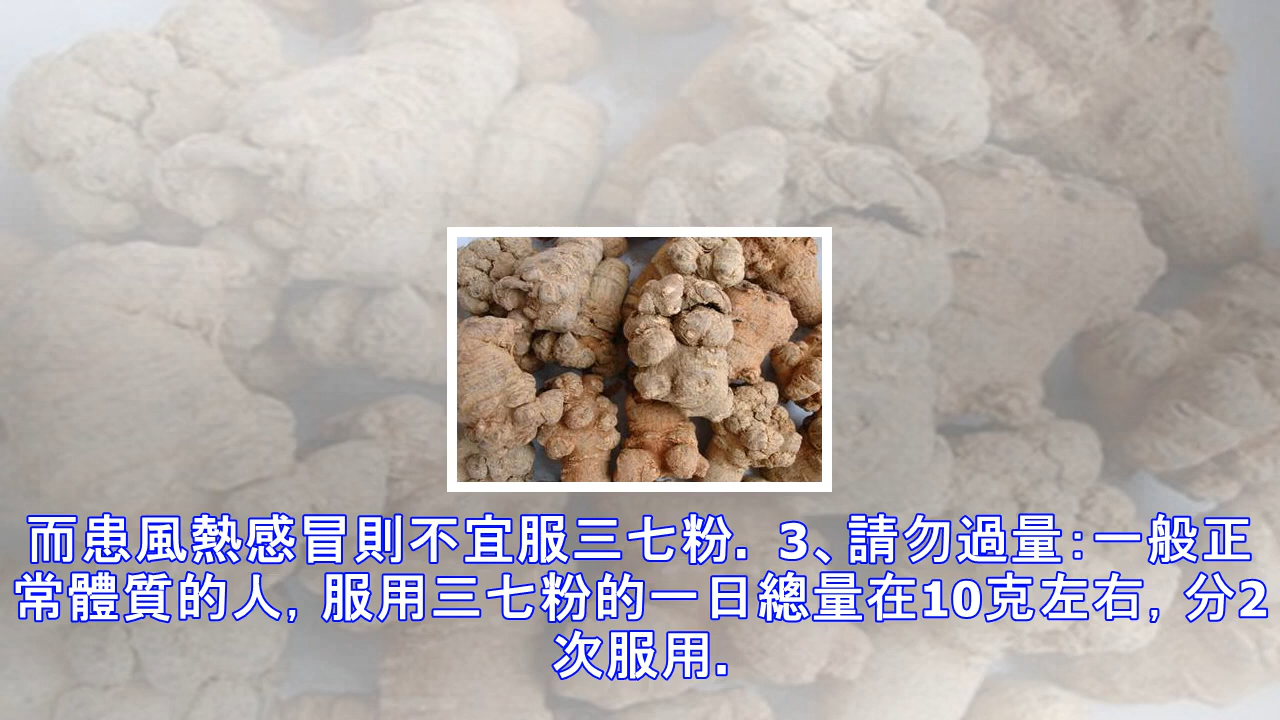 而患風熱感冒則不宜服三七粉. 3、請勿過量:一般正
常體質的人, 服用三七粉的一日總量在10克左右, 分2
次服用.